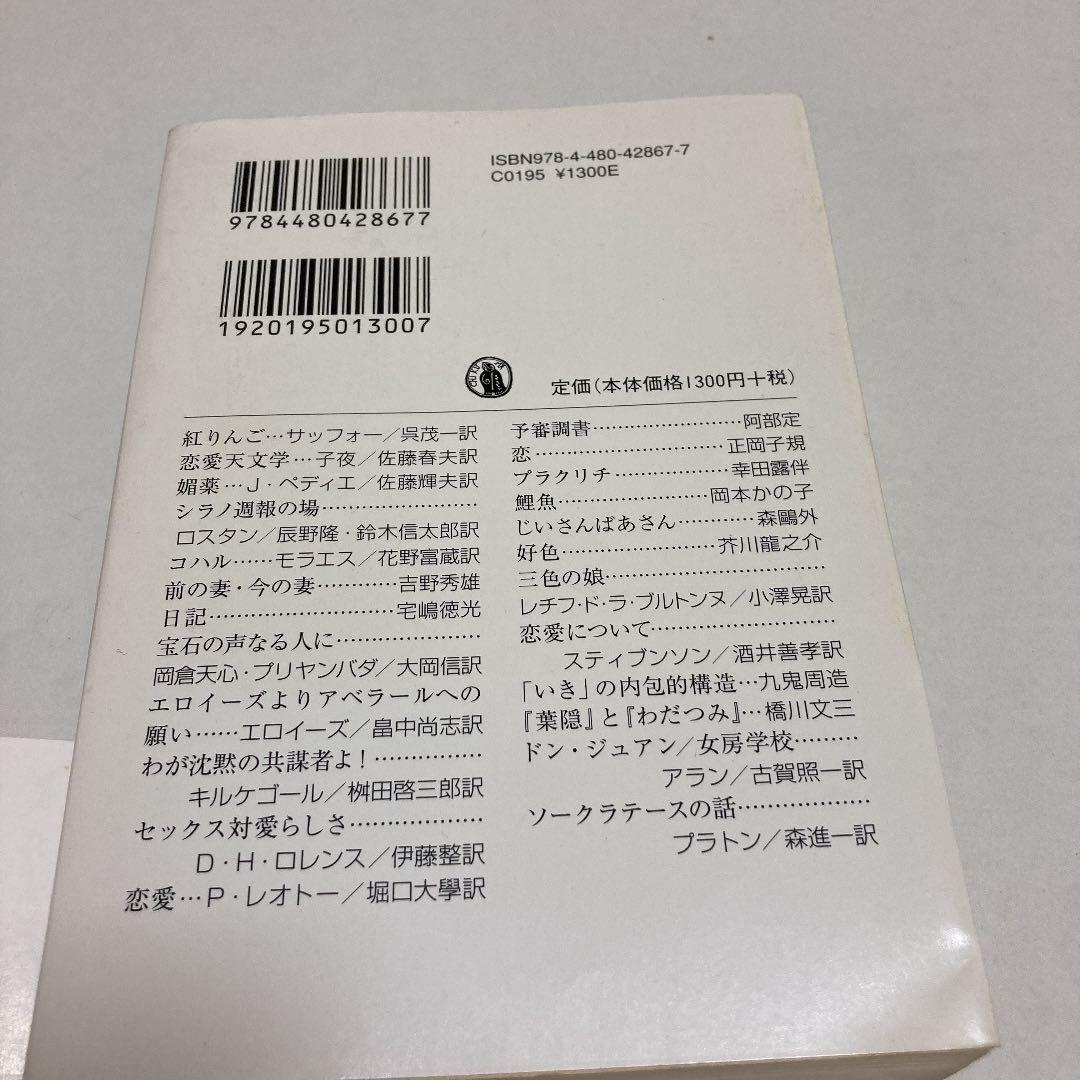 ISBN978-4-480-42867-7
C0195 ¥1300E
9784480428677
1920195013007
定価(本体価格1300円+税)
紅りんご…サッフォー/呉茂一訳
恋愛天文学…子夜/佐藤春夫訳
媚薬…J・ペディエ/佐藤輝夫訳
シラノ週報の場…………………
ロスタン/辰野隆・鈴木信太郎訳
コハル……モラエス/花野富蔵訳
前の妻・今の妻…………吉野秀雄
日記………………………宅嶋徳光
宝石の声なる人に………………
岡倉天心・プリヤンバダ/大岡信訳
エロイーズよりアベラールへの
願い……エロイーズ/畠中尚志訳
わが沈黙の共謀者よ!……………
キルケゴール/桝田啓三郎訳
セックス対愛らしさ………………
D・H・ロレンス/伊藤整訳
恋愛…P・レオトー/堀口大學訳
予審調書……………………阿部定
恋……………………………正岡子規
プラクリチ………………幸田露伴
鯉魚……………………岡本かの子
じいさんばあさん…………森鷗外
好色……………………芥川龍之介
三色の娘……………………………
レチフ・ド・ラ・ブルトンヌ/小澤晃訳
恋愛について………………………
スティブンソン/酒井善孝訳
「いき」の内包的構造…九鬼周造
『葉隠』と『わだつみ』…橋川文三
ドン・ジュアン/女房学校………
アラン/古賀照一訳
ソークラテースの話………………
プラトン/森進一訳